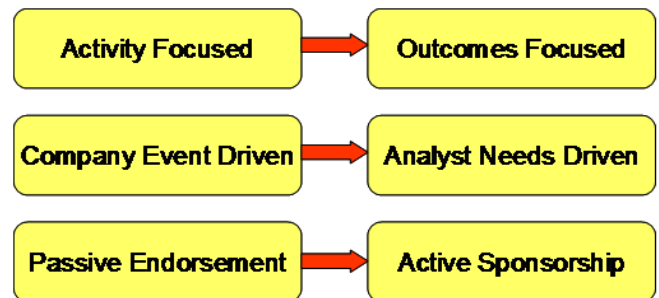 Activity Focused
Outcomes Focused
Company Event Driven
Analyst Needs Driven
Passive Endorsement
Active Sponsorship